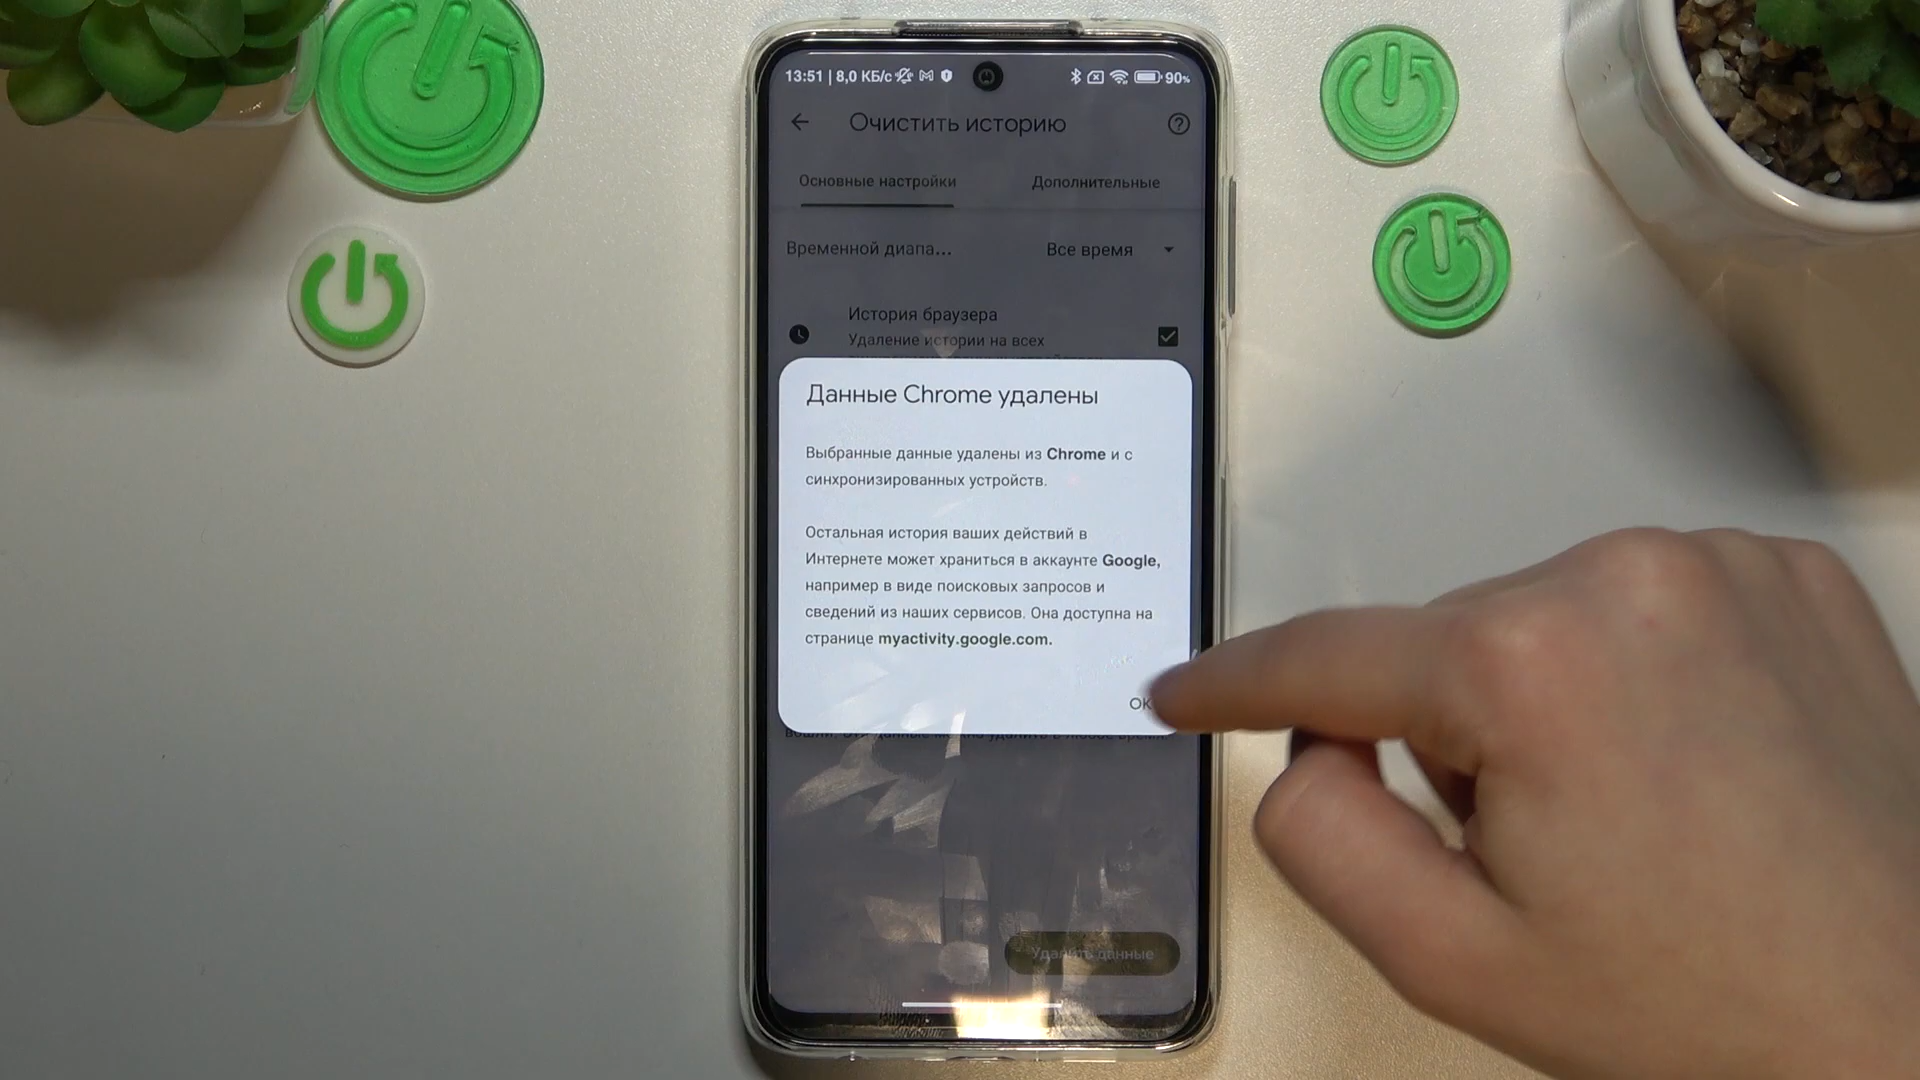 13:51 | 8,0 КБ/с 90%
Очистить историю
Основные настройки Дополнительные
Временной диапа... Все время
История браузера
Удаление истории на всех
Данные Chrome удалены
Выбранные данные удалены из Chrome и с
синхронизированных устройств.
Остальная история ваших действий в
Интернете может храниться в аккаунте Google,
например в виде поисковых запросов и
сведений из наших сервисов. Она доступна на
странице myactivity.google.com.
ОК
Удалить данные